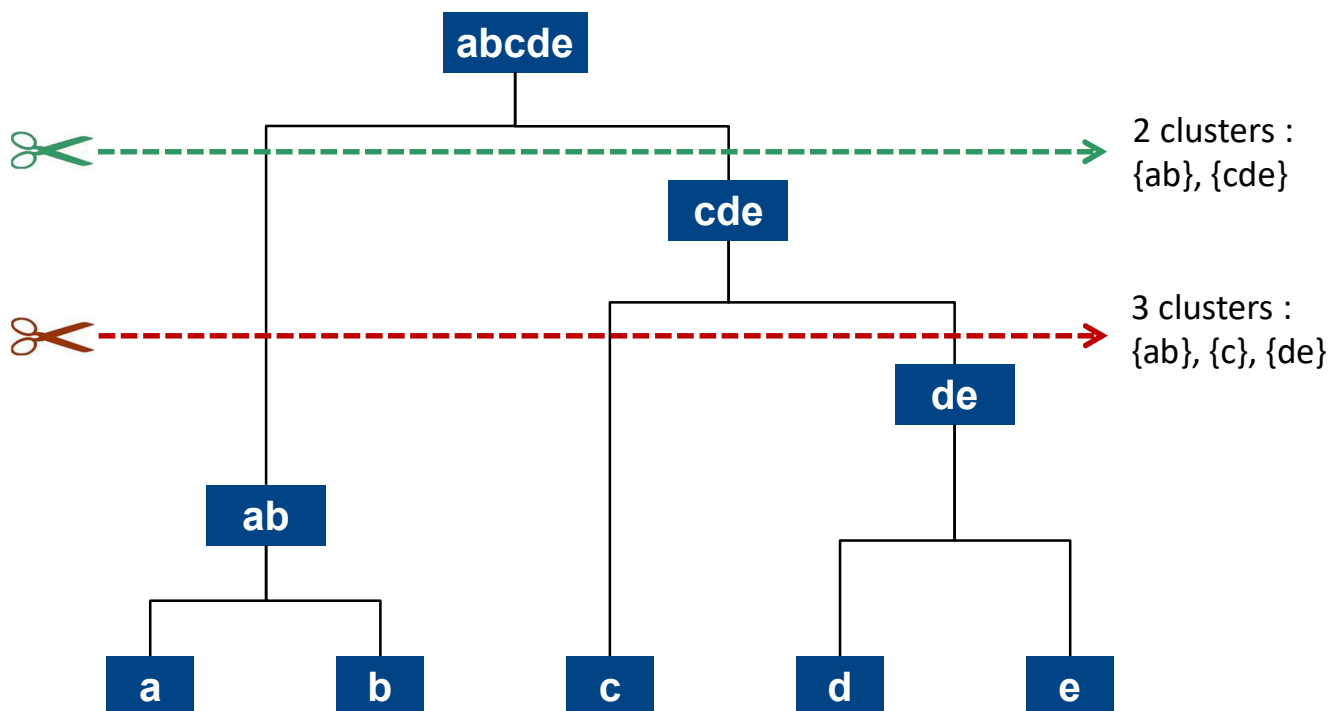 abcde
2 clusters :
{ab}, {cde}
cde
3 clusters :
{ab}, {c}, {de}
de
ab
a
b
c
d
e